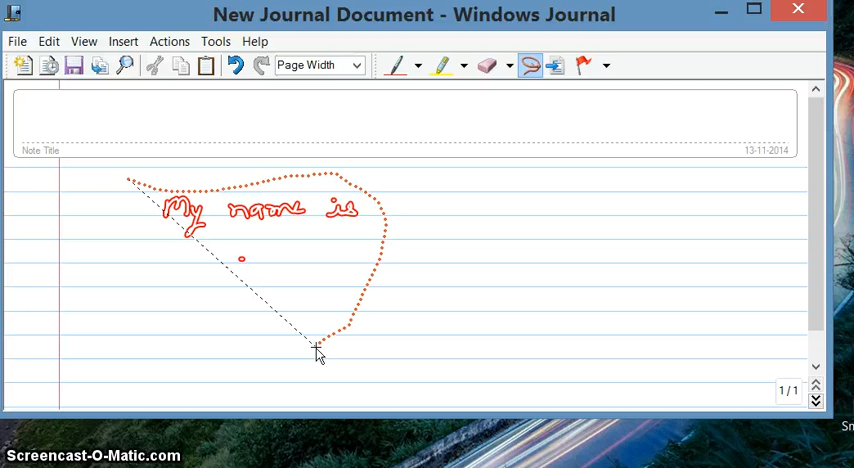 New Journal Document - Windows Journal
File Edit View Insert Actions Tools Help
Page Width
Note Title 13-11-2014
My name is
.
1 / 1
Sn
Screencast-O-Matic.com